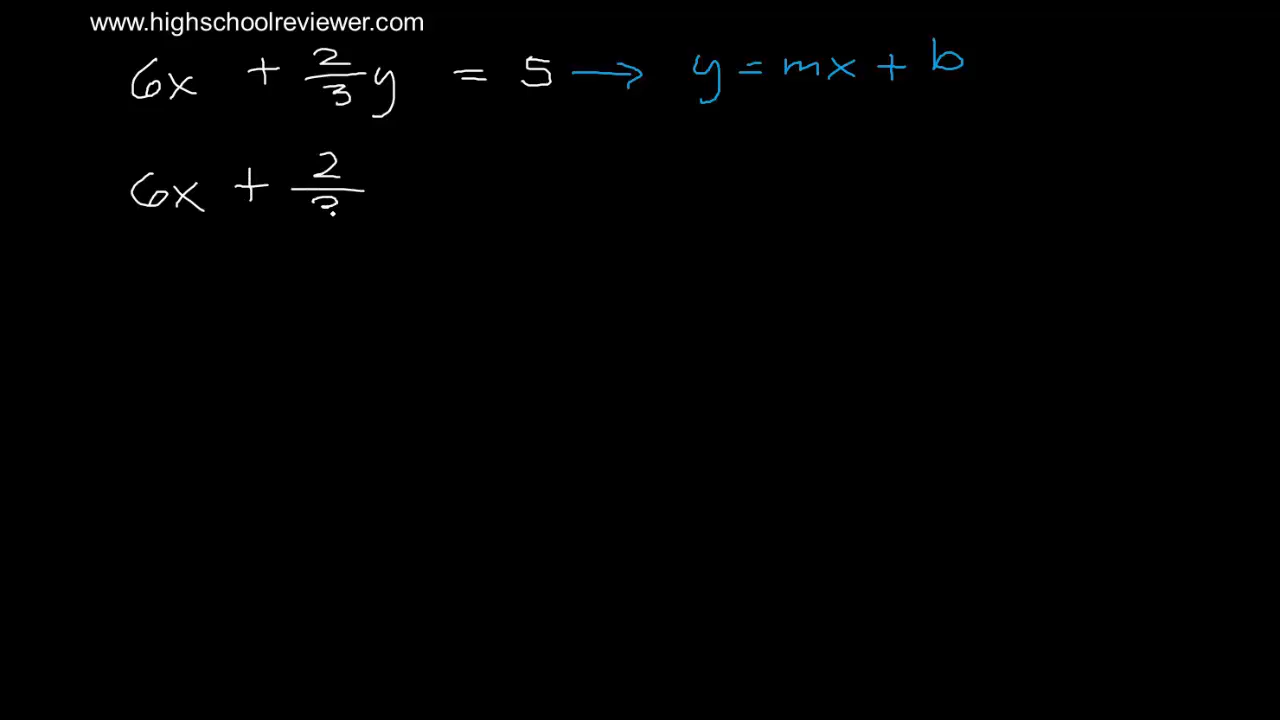 www.highschoolreviewer.com
6x + 2/3 y = 5 → y = mx + b
6x + 2/